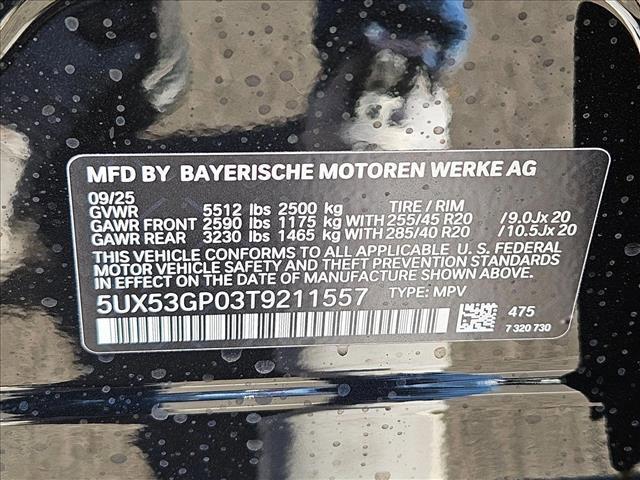 MFD BY BAYERISCHE MOTOREN WERKE AG
09/25
GVWR 5512 lbs 2500 kg TIRE / RIM
GAWR FRONT 2590 lbs 1175 kg WITH 255/45 R20 /9.0Jx 20
GAWR REAR 3230 lbs 1465 kg WITH 285/40 R20 /10.5Jx 20
THIS VEHICLE CONFORMS TO ALL APPLICABLE U. S. FEDERAL
MOTOR VEHICLE SAFETY AND THEFT PREVENTION STANDARDS
IN EFFECT ON THE DATE OF MANUFACTURE SHOWN ABOVE.
5UX53GP03T9211557 TYPE: MPV
475
7 320 730